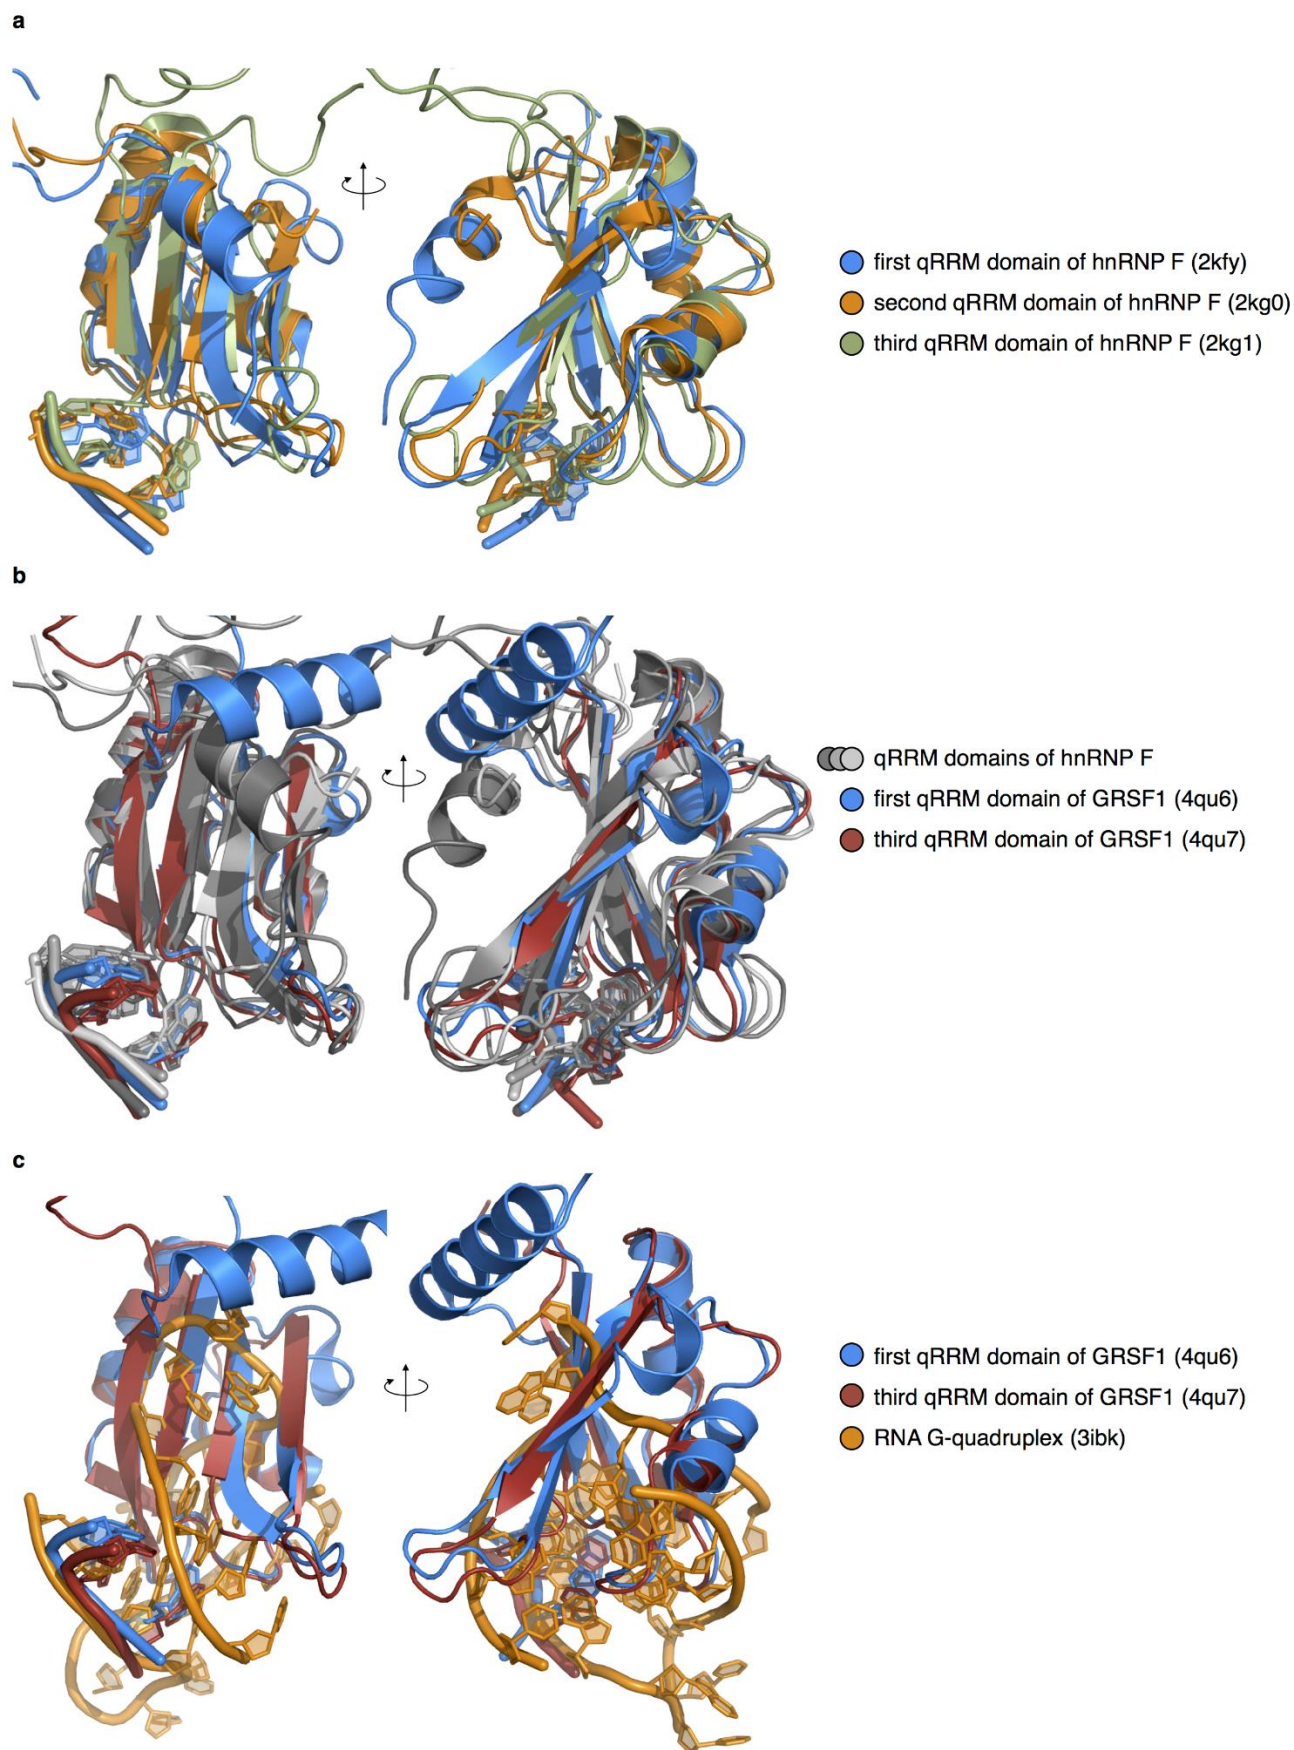 a
first qRRM domain of hnRNP F (2kfy)
second qRRM domain of hnRNP F (2kg0)
third qRRM domain of hnRNP F (2kg1)
b
qRRM domains of hnRNP F
first qRRM domain of GRSF1 (4qu6)
third qRRM domain of GRSF1 (4qu7)
c
first qRRM domain of GRSF1 (4qu6)
third qRRM domain of GRSF1 (4qu7)
RNA G-quadruplex (3ibk)